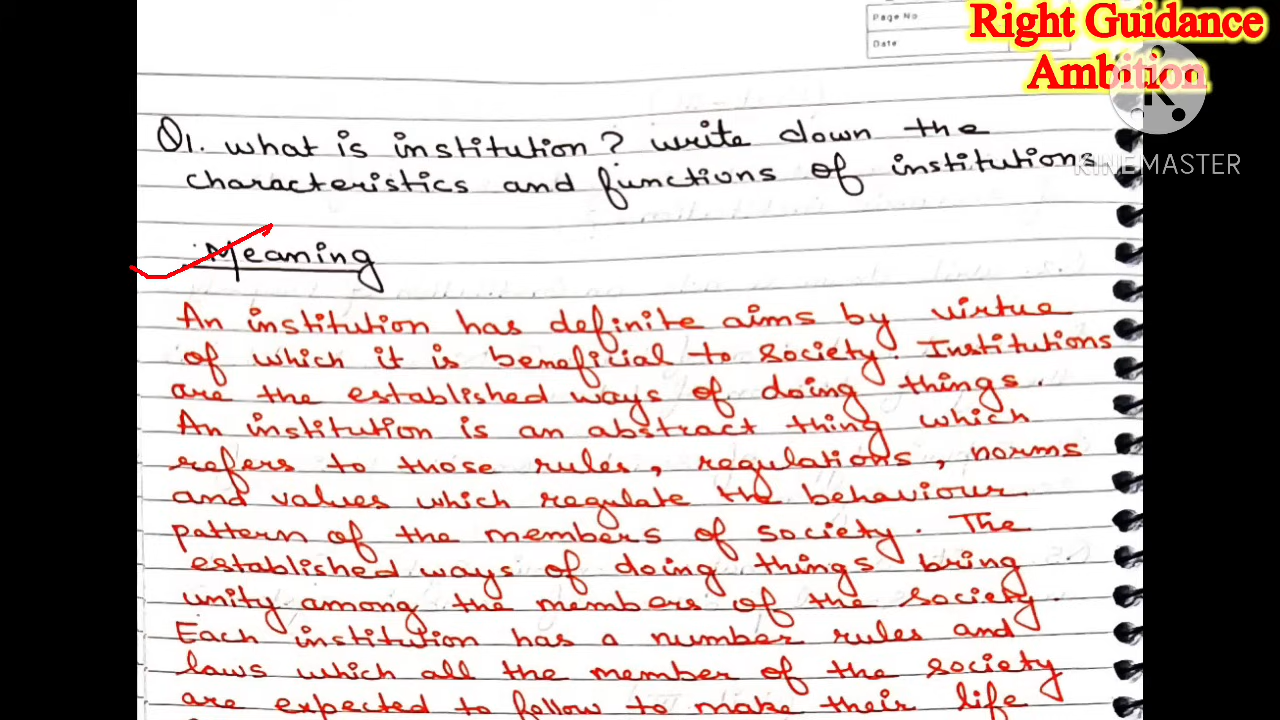 Page No
Date
Right Guidance
Ambition
KINEMASTER
Q1. What is institution? Write down the
characteristics and functions of institutions
Meaning
An institution has definite aims by virtue
of which it is beneficial to society. Institutions
are the established ways of doing things.
An institution is an abstract thing which
refers to those rules, regulations, norms
and values which regulate the behaviour
pattern of the members of society. The
established ways of doing things bring
unity among the members of the society.
Each institution has a number rules and
laws which all the member of the society
are expected to follow to make their life